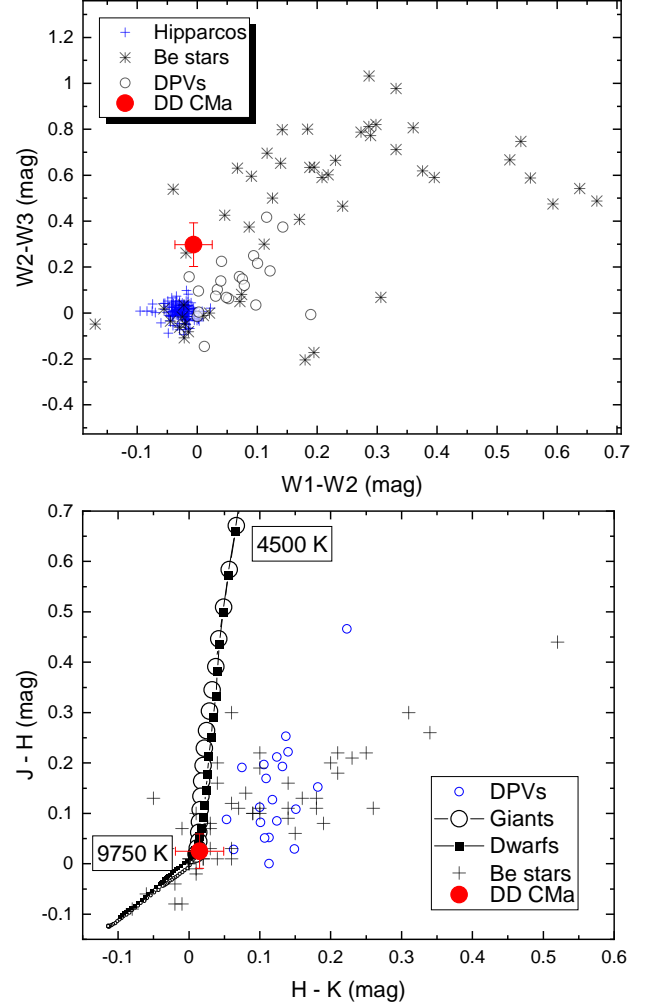 1.2
1
0.8
0.6
0.4
0.2
0
-0.2
-0.4
W2-W3 (mag)
Hipparcos
Be stars
DPVs
DD CMa
-0.1 0 0.1 0.2 0.3 0.4 0.5 0.6 0.7
W1-W2 (mag)
0.7
0.6
0.5
0.4
0.3
0.2
0.1
0
-0.1
J - H (mag)
4500 K
9750 K
DPVs
Giants
Dwarfs
Be stars
DD CMa
-0.1 0 0.1 0.2 0.3 0.4 0.5 0.6
H - K (mag)